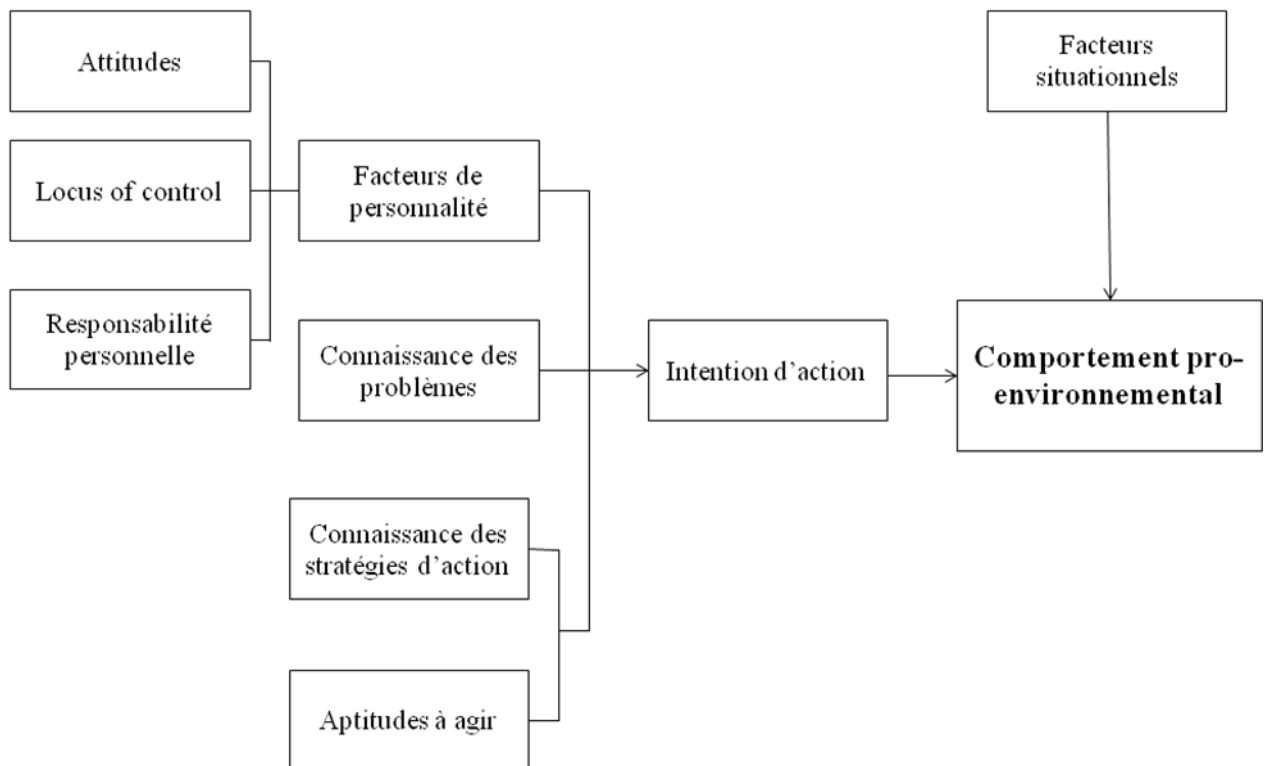 Attitudes
Facteurs
situationnels
Locus of control
Facteurs de
personnalité
Responsabilité
personnelle
Connaissance des
problèmes
Intention d’action
Comportement pro-
environnemental
Connaissance des
stratégies d’action
Aptitudes à agir